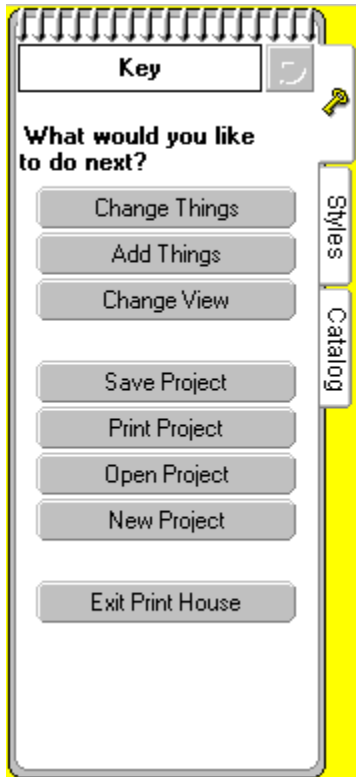 Key
What would you like
to do next?
Change Things
Add Things
Change View
Save Project
Print Project
Open Project
New Project
Exit Print House
Styles
Catalog